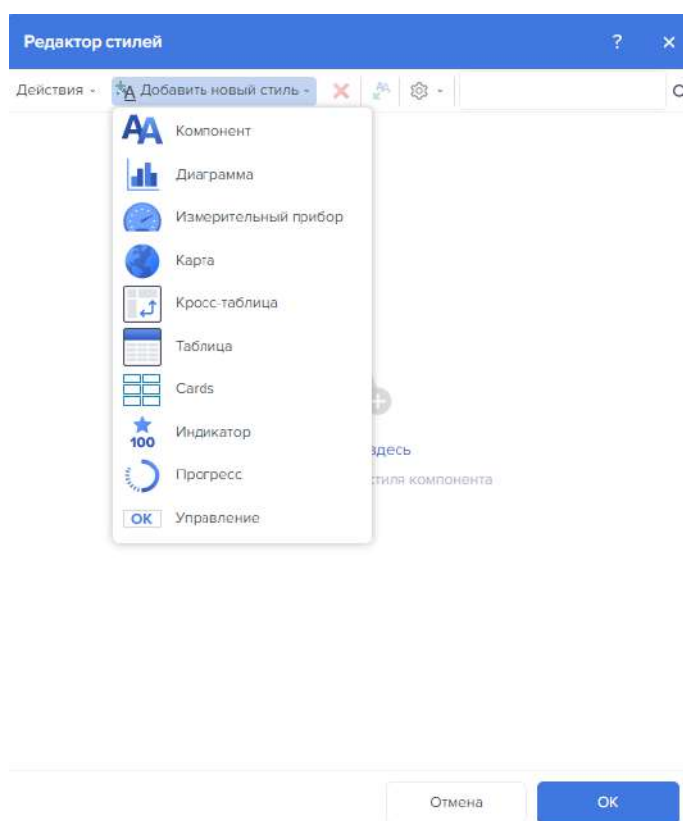 Редактор стилей ? ×
Действия Добавить новый стиль
Компонент
Диаграмма
Измерительный прибор
Карта
Кросс-таблица
Таблица
Cards
100 Индикатор
Прогресс
OK Управление
здесь
стиля компонента
Отмена OK